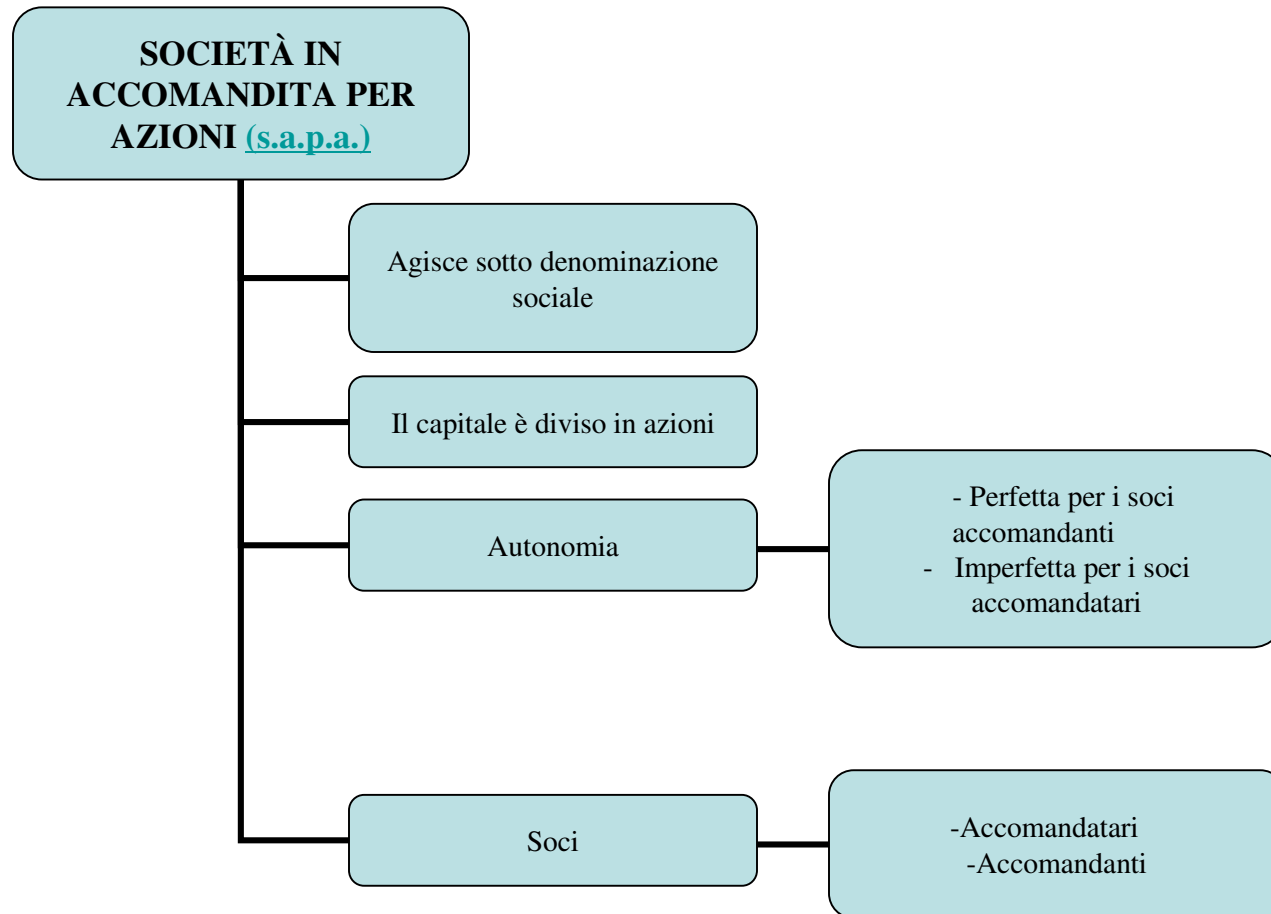 SOCIETÀ IN
ACCOMANDITA PER
AZIONI (s.a.p.a.)
Agisce sotto denominazione
sociale
Il capitale è diviso in azioni
Autonomia
- Perfetta per i soci
accomandanti
- Imperfetta per i soci
accomandatari
Soci
-Accomandatari
-Accomandanti